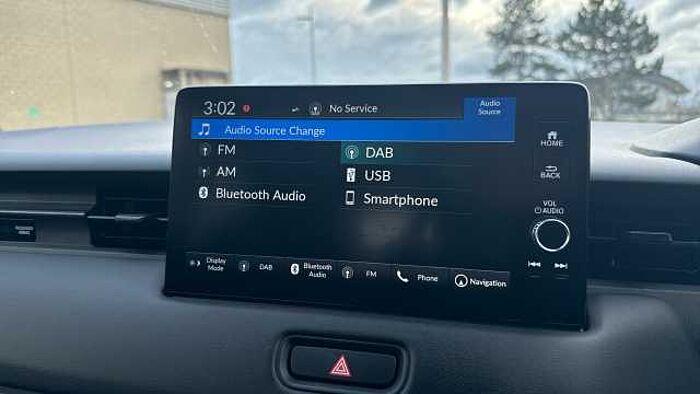 3:02
No Service
Audio Source
Audio Source Change
FM
DAB
AM
USB
Bluetooth Audio
Smartphone
HOME
BACK
VOL
AUDIO
Display Mode
DAB
Bluetooth Audio
FM
Phone
Navigation